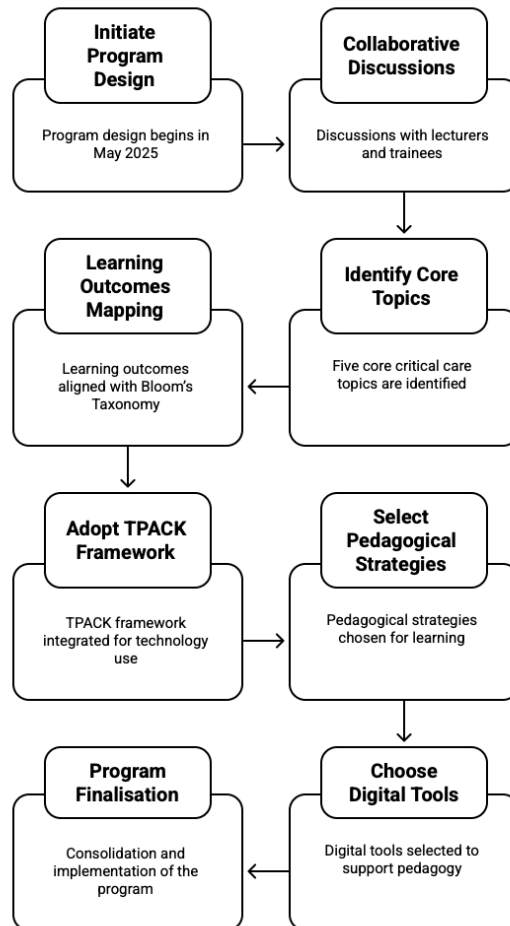 Initiate
Program
Design
Program design begins in
May 2025
Collaborative
Discussions
Discussions with lecturers
and trainees
Identify Core
Topics
Five core critical care
topics are identified
Learning
Outcomes
Mapping
Learning outcomes
aligned with Bloom's
Taxonomy
Adopt TPACK
Framework
TPACK framework
integrated for technology
use
Select
Pedagogical
Strategies
Pedagogical strategies
chosen for learning
Choose
Digital Tools
Digital tools selected to
support pedagogy
Program
Finalisation
Consolidation and
implementation of the
program